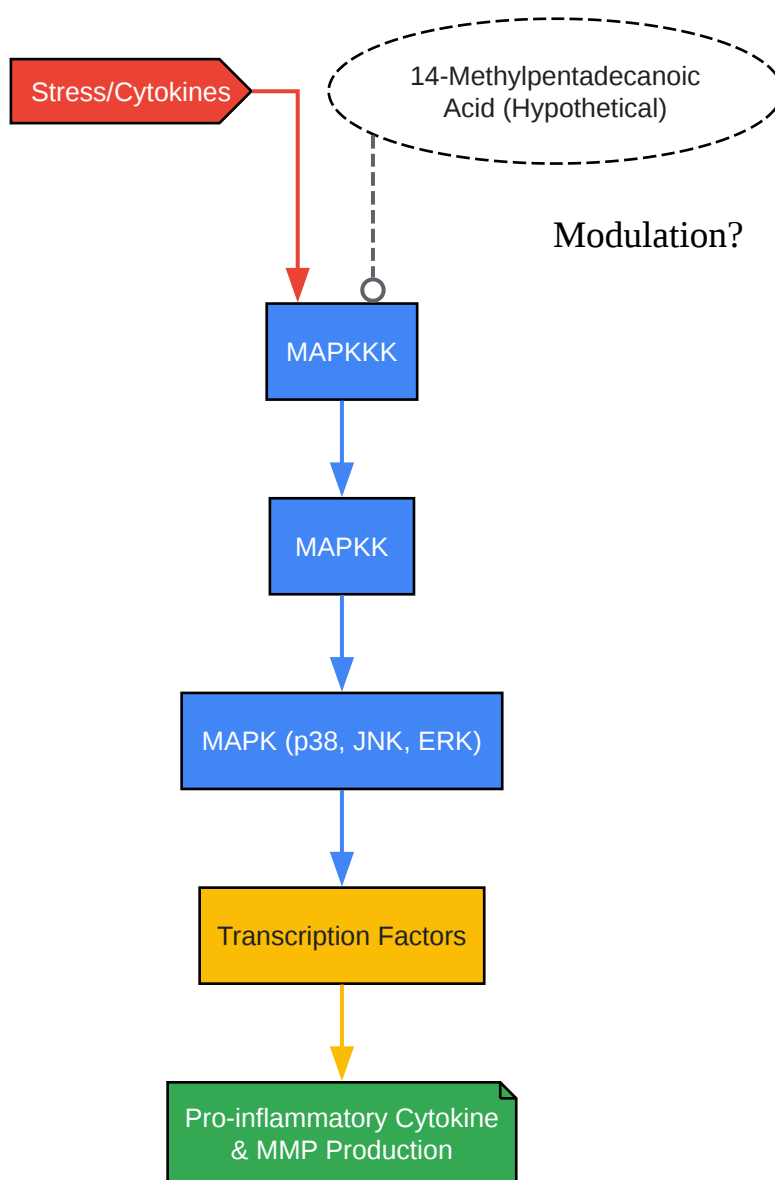 Stress/Cytokines
14-Methylpentadecanoic
Acid (Hypothetical)
Modulation?
MAPKKK
MAPKK
MAPK (p38, JNK, ERK)
Transcription Factors
Pro-inflammatory Cytokine
& MMP Production